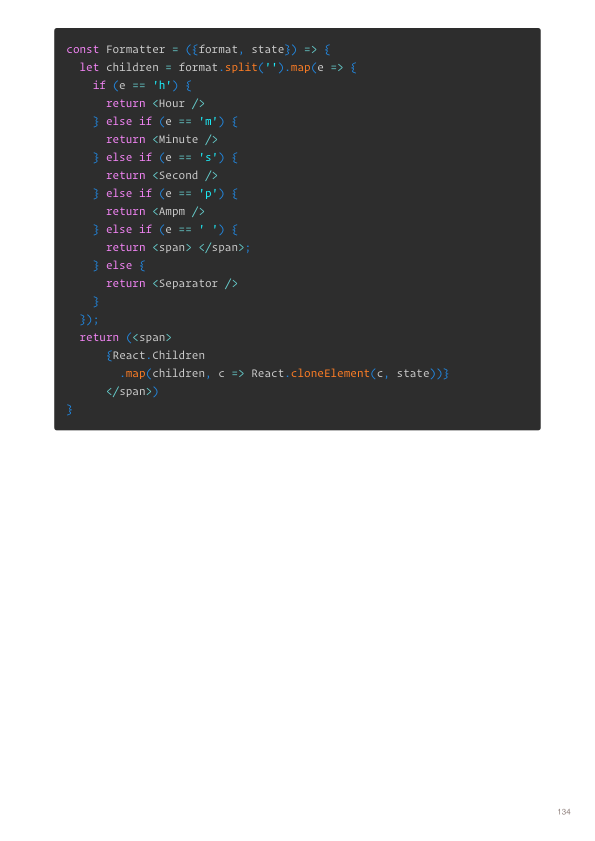 const Formatter = ({format, state}) => {
  let children = format.split('').map(e => {
    if (e == 'h') {
      return <Hour />
    } else if (e == 'm') {
      return <Minute />
    } else if (e == 's') {
      return <Second />
    } else if (e == 'p') {
      return <Ampm />
    } else if (e == ' ') {
      return <span> </span>;
    } else {
      return <Separator />
    }
  });
  return (<span>
      {React.Children
        .map(children, c => React.cloneElement(c, state))}
      </span>)
}
134